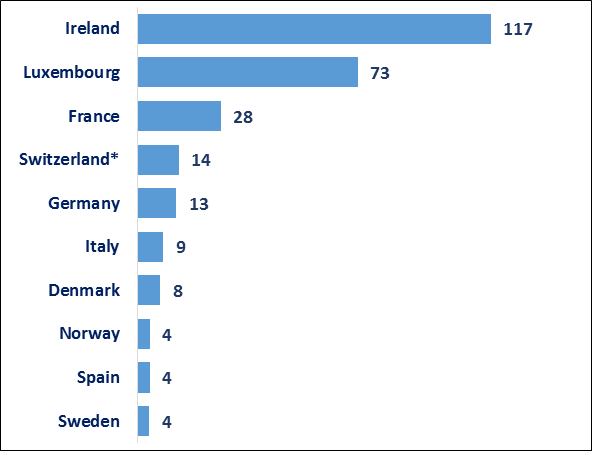 Ireland 117
Luxembourg 73
France 28
Switzerland* 14
Germany 13
Italy 9
Denmark 8
Norway 4
Spain 4
Sweden 4